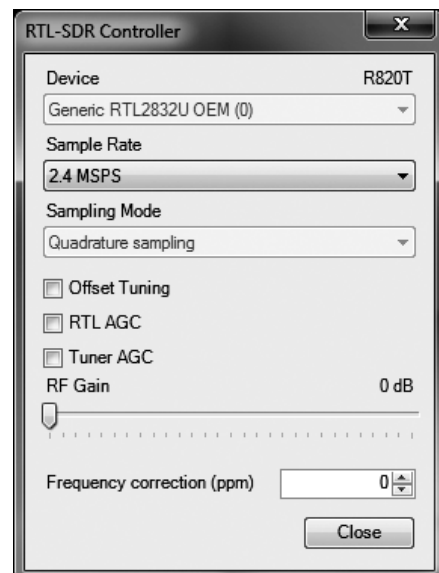 RTL-SDR Controller
x
Device R820T
Generic RTL2832U OEM (0)
Sample Rate
2.4 MSPS
Sampling Mode
Quadrature sampling
Offset Tuning
RTL AGC
Tuner AGC
RF Gain 0 dB
Frequency correction (ppm) 0
Close